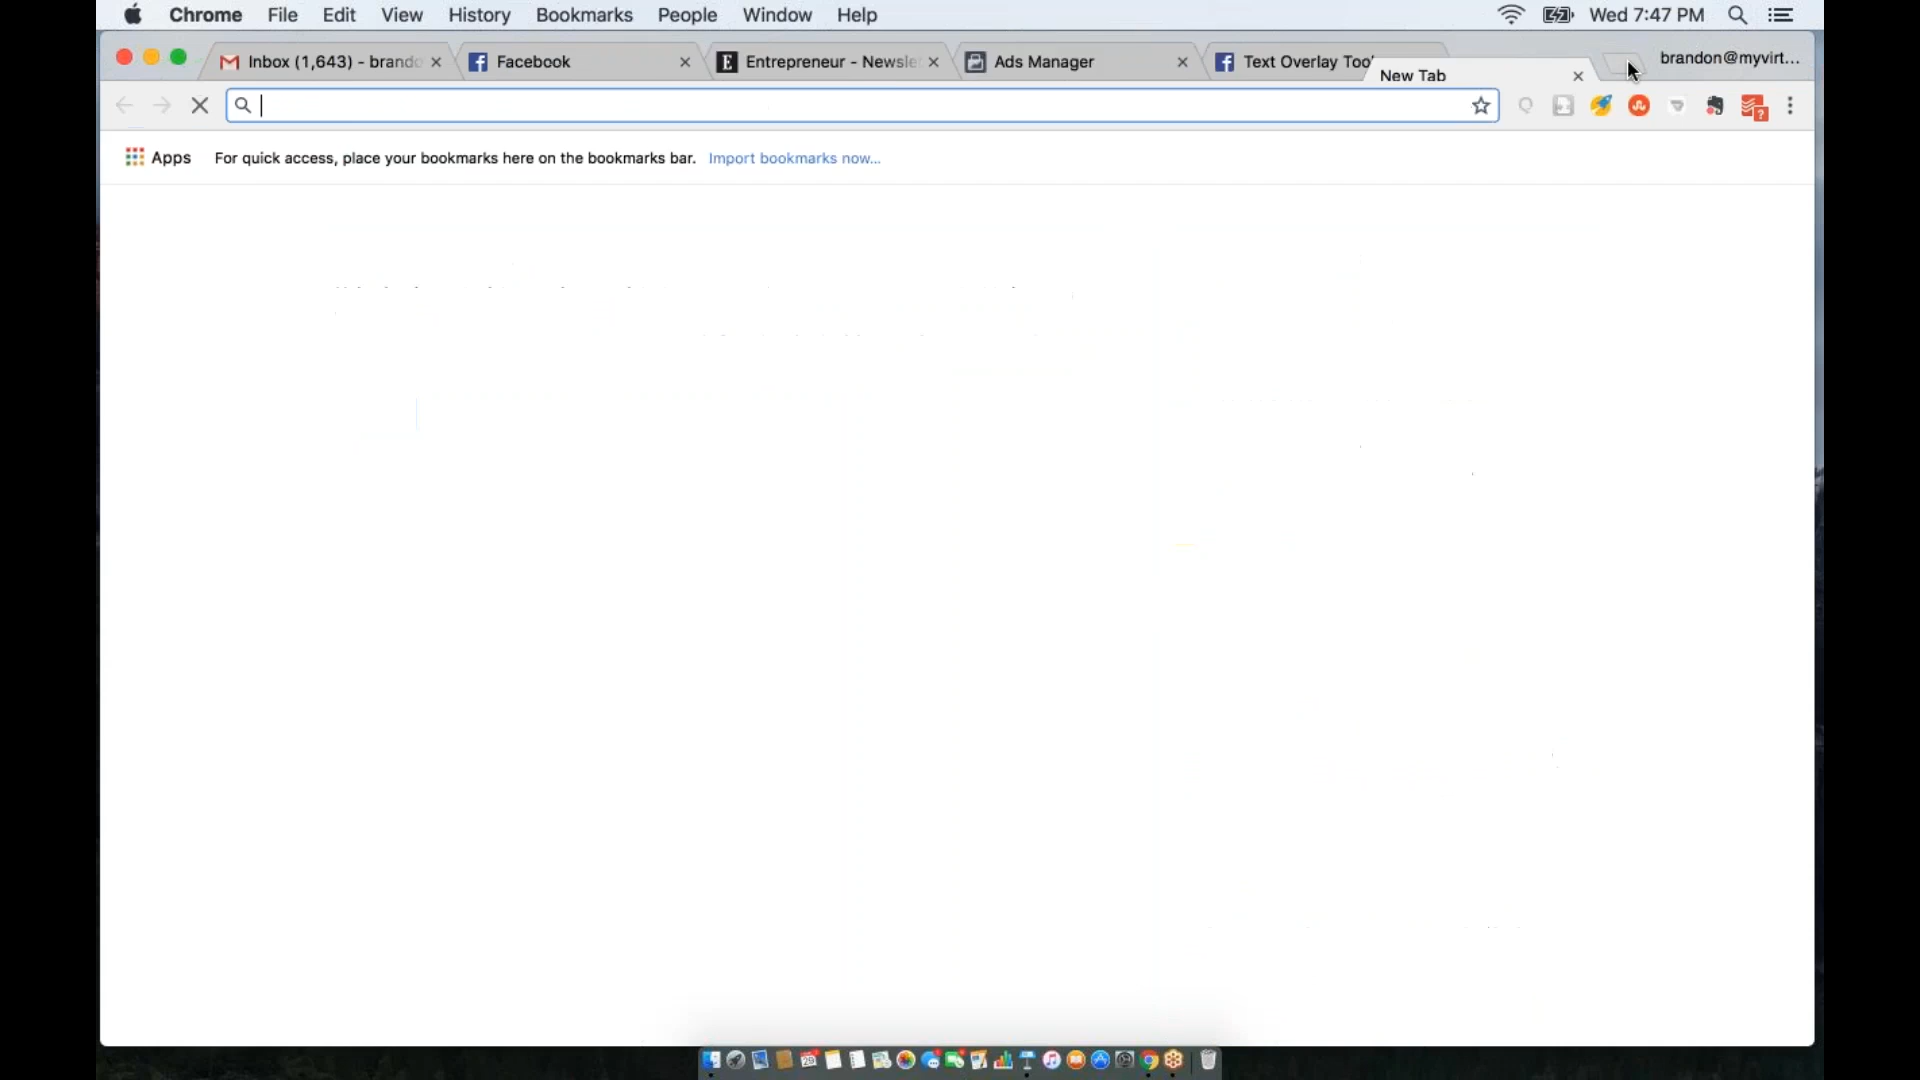 Chrome File Edit View History Bookmarks People Window Help Wed 7:47 PM
Inbox (1,643) - brando Facebook Entrepreneur - Newsle Ads Manager Text Overlay Tool New Tab brandon@myvirt...
Apps For quick access, place your bookmarks here on the bookmarks bar. Import bookmarks now...